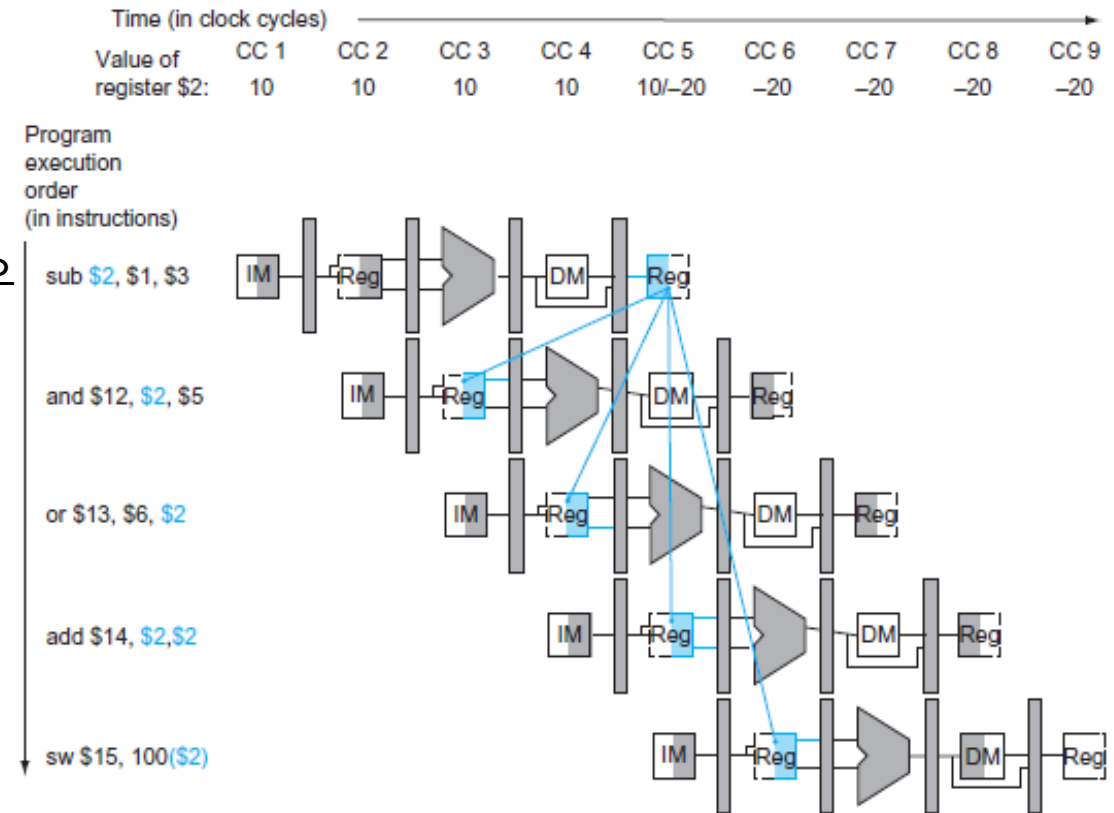 Time (in clock cycles)
Value of register $2:
CC 1 CC 2 CC 3 CC 4 CC 5 CC 6 CC 7 CC 8 CC 9
10 10 10 10 10/–20 –20 –20 –20 –20
Program
execution
order
(in instructions)
sub $2, $1, $3 IM Reg DM Reg
and $12, $2, $5 IM Reg DM Reg
or $13, $6, $2 IM Reg DM Reg
add $14, $2,$2 IM Reg DM Reg
sw $15, 100($2) IM Reg DM Reg